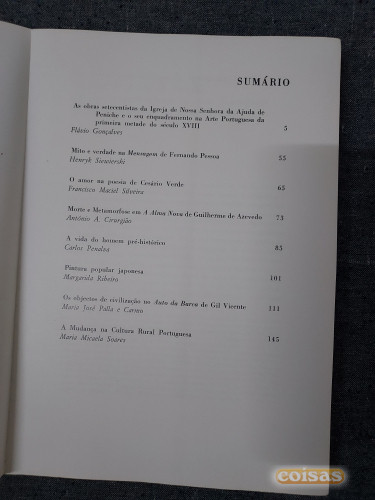 SUMÁRIO
As obras setecentistas da Igreja de Nossa Senhora da Ajuda de
Peniche e o seu enquadramento na Arte Portuguesa da
primeira metade do século XVIII 5
Flávio Gonçalves
Mito e verdade na Mensagem de Fernando Pessoa 55
Henryk Siewierski
O amor na poesia de Cesário Verde 65
Francisco Maciel Silveira
Morte e Metamorfose em A Alma Nova de Guilherme de Azevedo 73
António A. Cirurgião
A vida do homem pré-histórico 85
Carlos Penalva
Pintura popular japonesa 101
Margarida Ribeiro
Os objectos de civilização no Auto da Barca de Gil Vicente 111
Maria José Palla e Carmo
A Mudança na Cultura Rural Portuguesa 145
Maria Micaela Soares
coisas